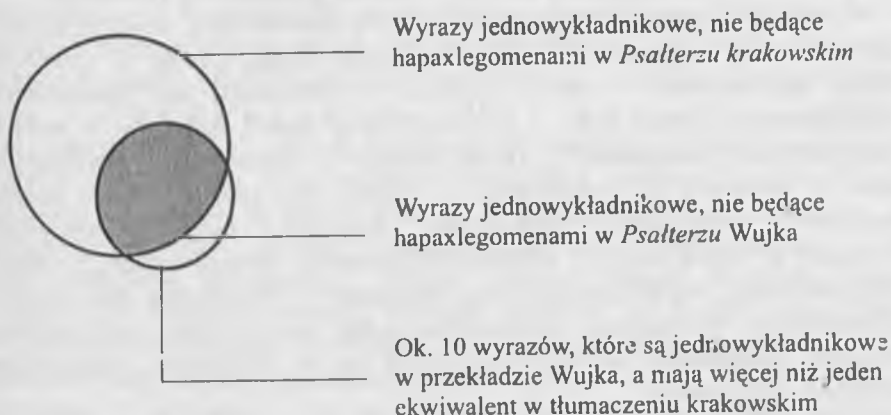 Wyrazy jednowykładnikowe, nie będące
hapaxlegomenami w Psałterzu krakowskim
Wyrazy jednowykładnikowe, nie będące
hapaxlegomenami w Psałterzu Wujka
Ok. 10 wyrazów, które są jednowykładnikowe
w przekładzie Wujka, a mają więcej niż jeden
ekwiwalent w tłumaczeniu krakowskim